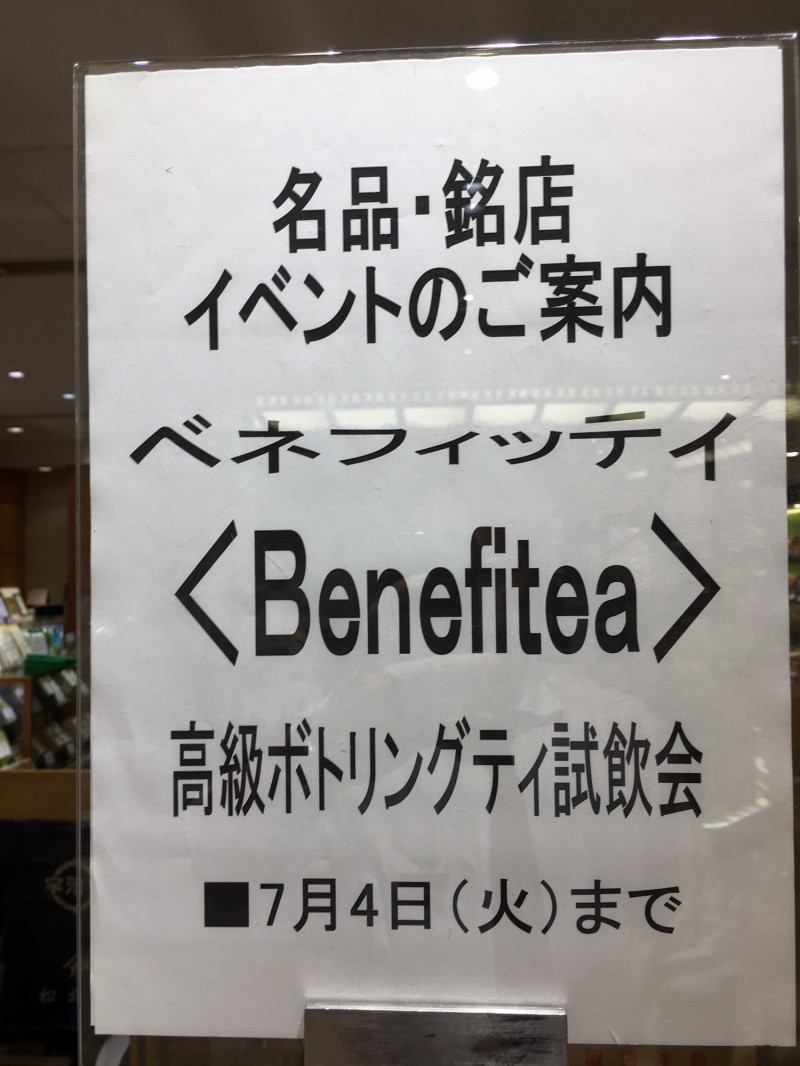 名品・銘店
イベントのご案内
ベネフィッティ
〈Benefitea〉
高級ボトリングティ試飲会
■7月4日(火)まで